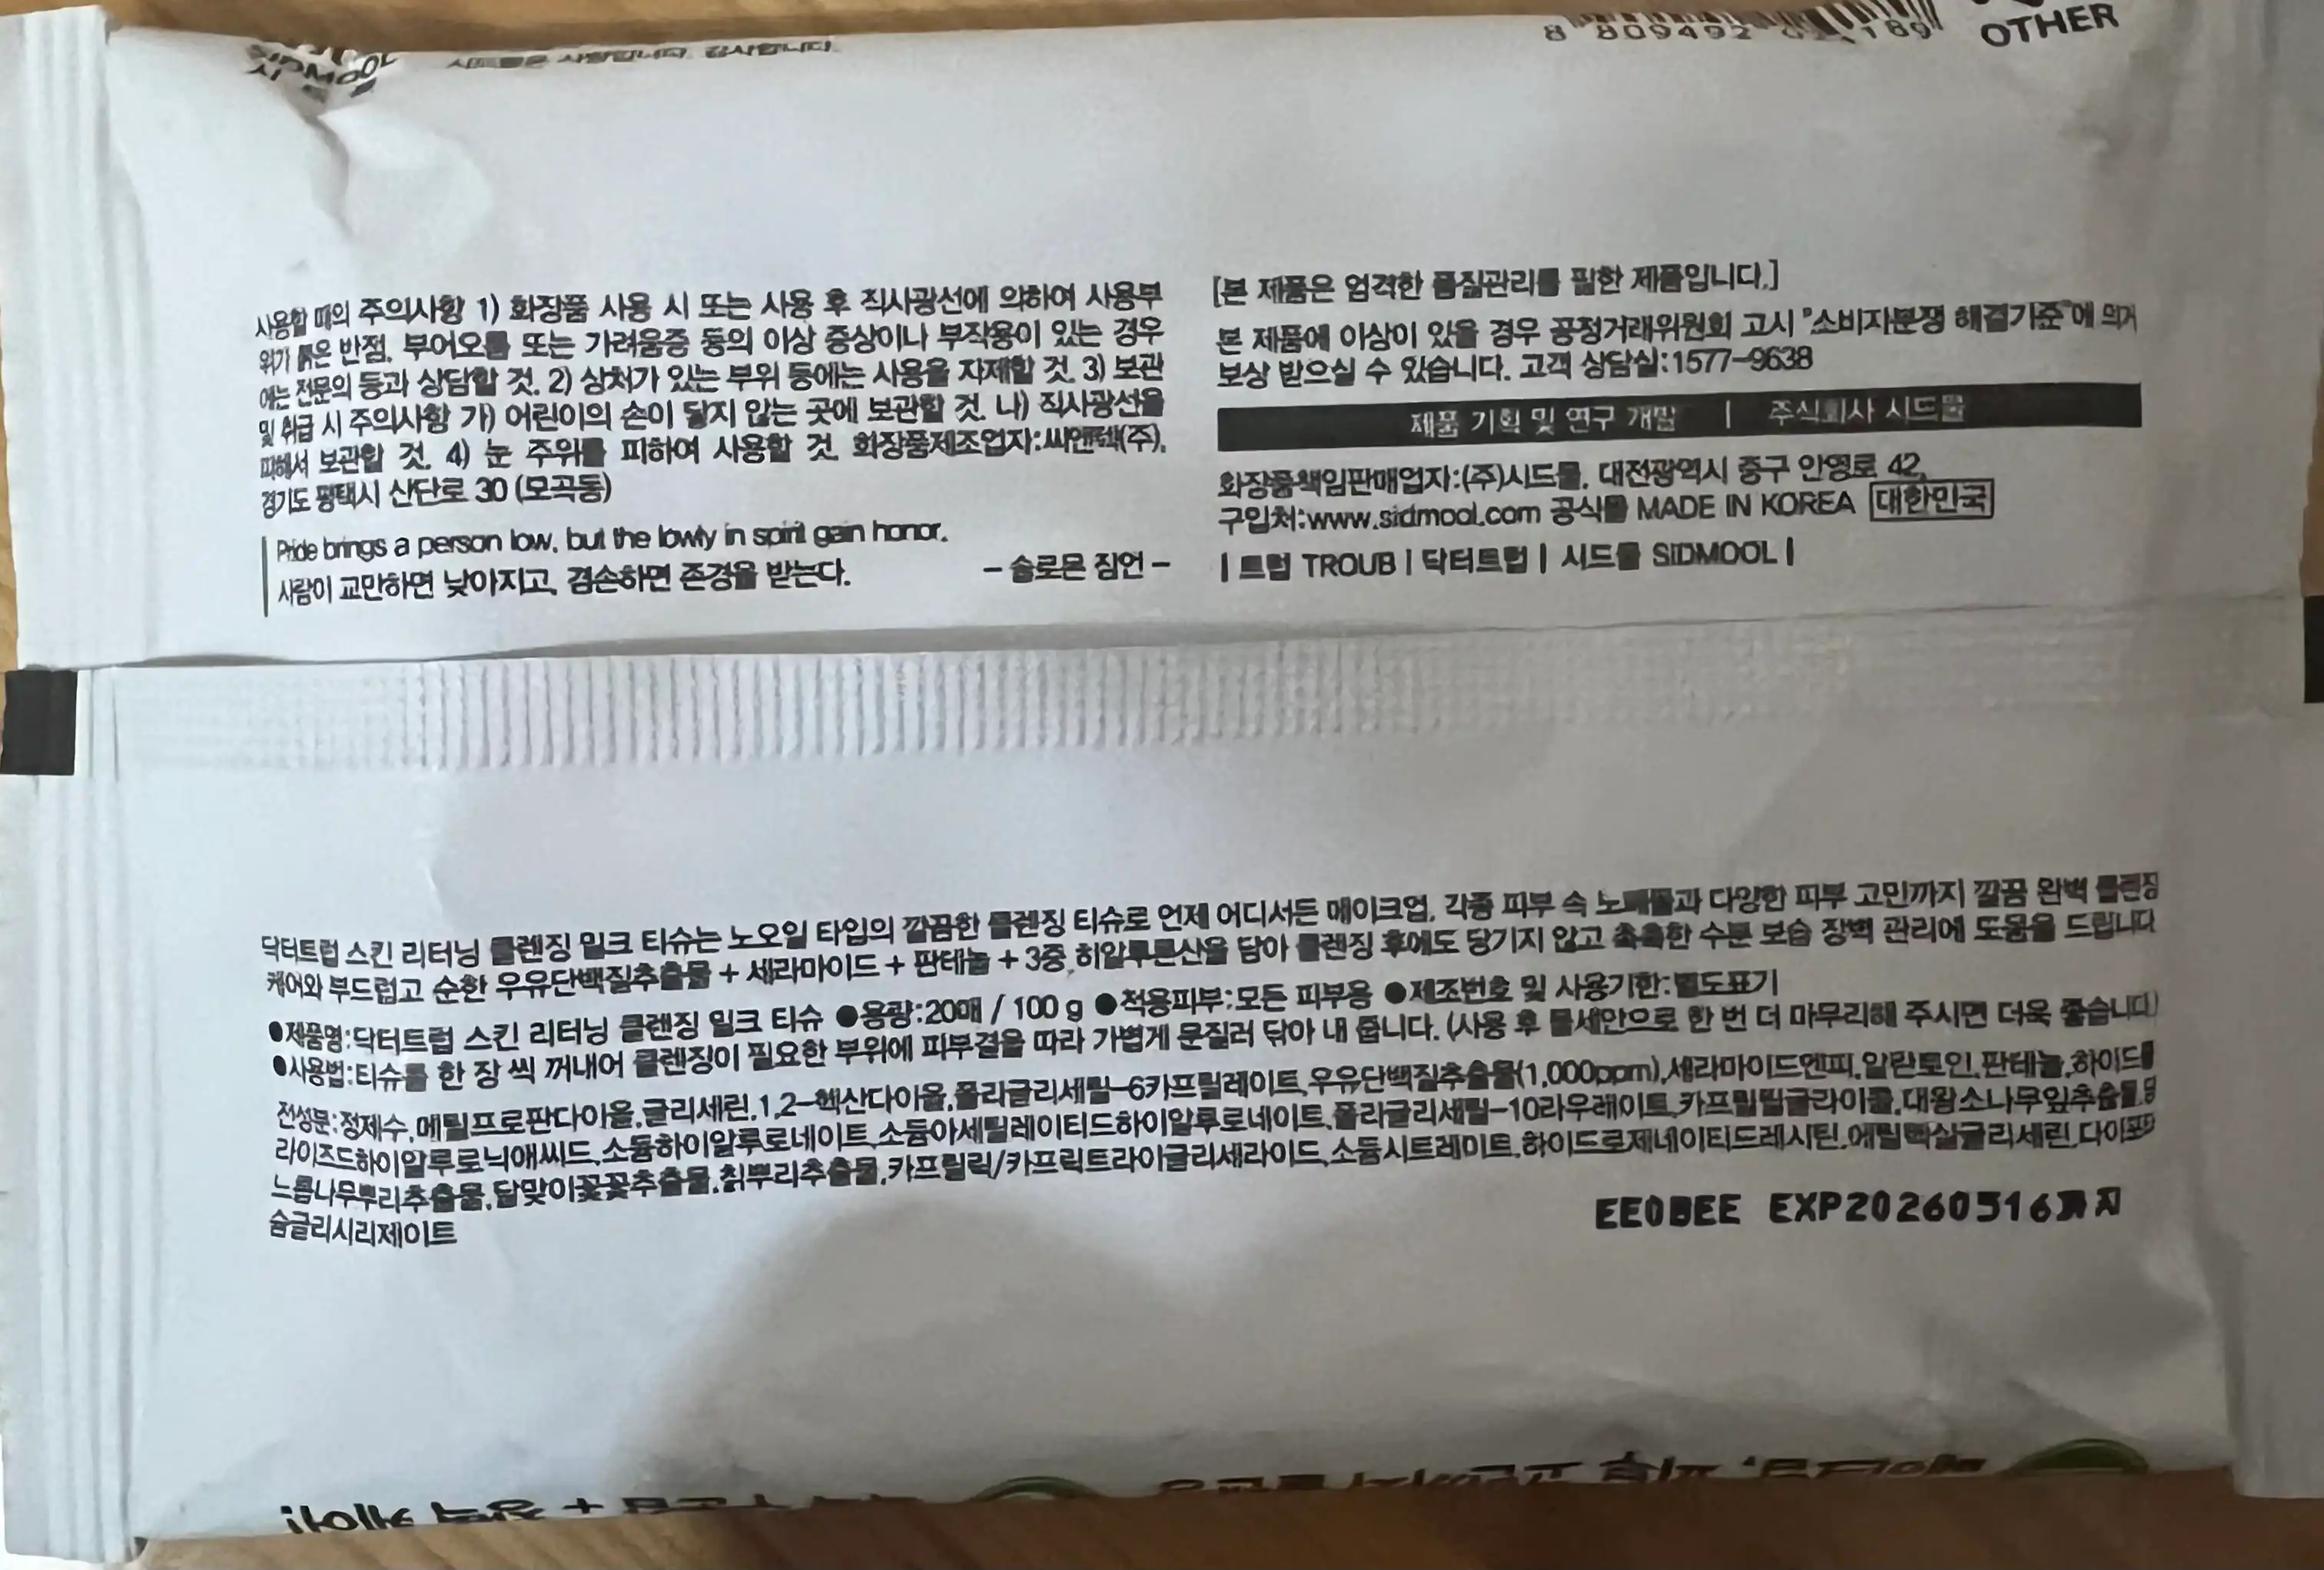 SIDMOOL
시드물은 사랑입니다. 감사합니다.
OTHER
사용할 때의 주의사항 1) 화장품 사용 시 또는 사용 후 직사광선에 의하여 사용부
위가 붉은 반점, 부어오름 또는 가려움증 등의 이상 증상이나 부작용이 있는 경우
에는 전문의 등과 상담할 것. 2) 상처가 있는 부위 등에는 사용을 자제할 것. 3) 보관
및 취급 시 주의사항 가) 어린이의 손이 닿지 않는 곳에 보관할 것. 나) 직사광선을
피해서 보관할 것. 4) 눈 주위를 피하여 사용할 것. 화장품제조업자:씨앤텍(주),
경기도 평택시 산단로 30 (모곡동)
Pride brings a person low, but the lowly in spirit gain honor.
사람이 교만하면 낮아지고, 겸손하면 존경을 받는다. – 솔로몬 잠언 –
[본 제품은 엄격한 품질관리를 필한 제품입니다.]
본 제품에 이상이 있을 경우 공정거래위원회 고시 "소비자분쟁 해결기준"에 의거
보상 받으실 수 있습니다. 고객 상담실:1577–9638
제품 기획 및 연구 개발 | 주식회사 시드물
화장품책임판매업자:(주)시드물, 대전광역시 중구 안영로 42,
구입처:www.sidmool.com 공식몰 MADE IN KOREA 대한민국
| 트럽 TROUB | 닥터트럽 | 시드물 SIDMOOL |
닥터트럽 스킨 리터닝 클렌징 밀크 티슈는 노오일 타입의 깔끔한 클렌징 티슈로 언제 어디서든 메이크업, 각종 피부 속 노폐물과 다양한 피부 고민까지 깔끔 완벽 클렌징
케어와 부드럽고 순한 우유단백질추출물 + 세라마이드 + 판테놀 + 3중 히알루론산을 담아 클렌징 후에도 당기지 않고 촉촉한 수분 보습 장벽 관리에 도움을 드립니다
●제품명:닥터트럽 스킨 리터닝 클렌징 밀크 티슈 ●용량:20매 / 100 g ●적용피부:모든 피부용 ●제조번호 및 사용기한:별도표기
●사용법:티슈를 한 장 씩 꺼내어 클렌징이 필요한 부위에 피부결을 따라 가볍게 문질러 닦아 내 줍니다. (사용 후 물세안으로 한 번 더 마무리해 주시면 더욱 좋습니다)
전성분:정제수,메틸프로판다이올,글리세린,1,2–헥산다이올,폴리글리세릴–6카프릴레이트,우유단백질추출물(1,000ppm),세라마이드엔피,알란토인,판테놀,하이드롤
라이즈드하이알루로닉애씨드,소듐하이알루로네이트,소듐아세틸레이티드하이알루로네이트,폴리글리세릴–10라우레이트,카프릴릴글라이콜,대왕소나무잎추출물,당
느릅나무뿌리추출물,달맞이꽃꽃추출물,칡뿌리추출물,카프릴릭/카프릭트라이글리세라이드,소듐시트레이트,하이드로제네이티드레시틴,에틸헥실글리세린,다이포타
슘글리시리제이트
EE0BEE EXP20260516까지